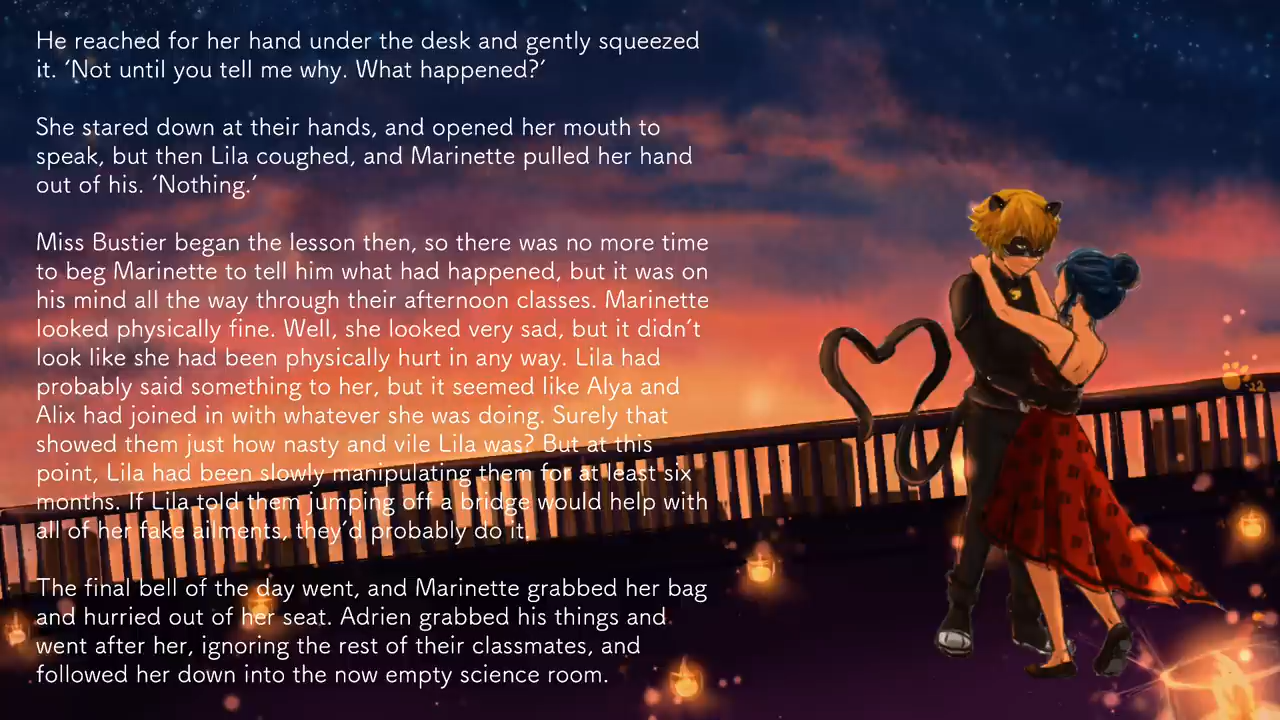 He reached for her hand under the desk and gently squeezed
it. ‘Not until you tell me why. What happened?’
She stared down at their hands, and opened her mouth to
speak, but then Lila coughed, and Marinette pulled her hand
out of his. ‘Nothing.’
Miss Bustier began the lesson then, so there was no more time
to beg Marinette to tell him what had happened, but it was on
his mind all the way through their afternoon classes. Marinette
looked physically fine. Well, she looked very sad, but it didn’t
look like she had been physically hurt in any way. Lila had
probably said something to her, but it seemed like Alya and
Alix had joined in with whatever she was doing. Surely that
showed them just how nasty and vile Lila was? But at this
point, Lila had been slowly manipulating them for at least six
months. If Lila told them jumping off a bridge would help with
all of her fake ailments, they’d probably do it.
The final bell of the day went, and Marinette grabbed her bag
and hurried out of her seat. Adrien grabbed his things and
went after her, ignoring the rest of their classmates, and
followed her down into the now empty science room.